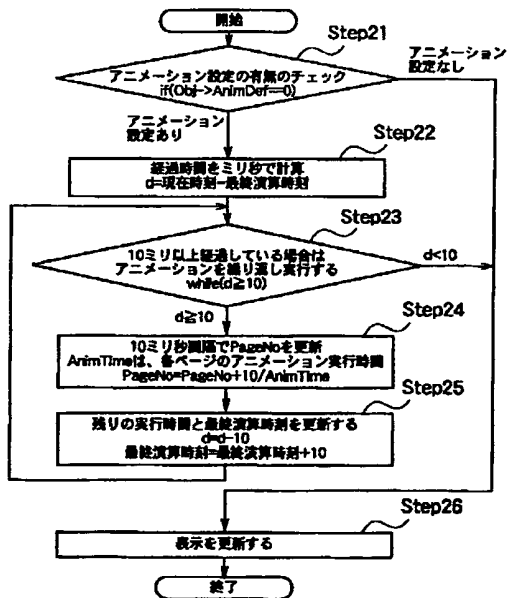 開始
Step21
アニメーション設定の有無のチェック
if(Obj->AnimDef==0)
アニメーション
設定なし
アニメーション
設定あり
Step22
経過時間をミリ秒で計算
d=現在時刻-最終演算時刻
Step23
10ミリ以上経過している場合は
アニメーションを繰り返し実行する
while(d≧10)
d<10
d≧10
Step24
10ミリ秒間隔でPageNoを更新
AnimTimeは、各ページのアニメーション実行時間
PageNo=PageNo+10/AnimTime
Step25
残りの実行時間と最終演算時刻を更新する
d=d-10
最終演算時刻=最終演算時刻+10
Step26
表示を更新する
終了